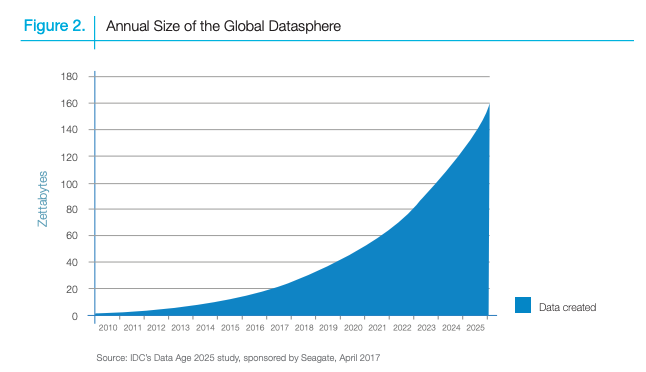 Figure 2. Annual Size of the Global Datasphere
180
160
140
120
100
80
60
40
20
0
Zettabytes
2010 2011 2012 2013 2014 2015 2016 2017 2018 2019 2020 2021 2022 2023 2024 2025
Data created
Source: IDC's Data Age 2025 study, sponsored by Seagate, April 2017